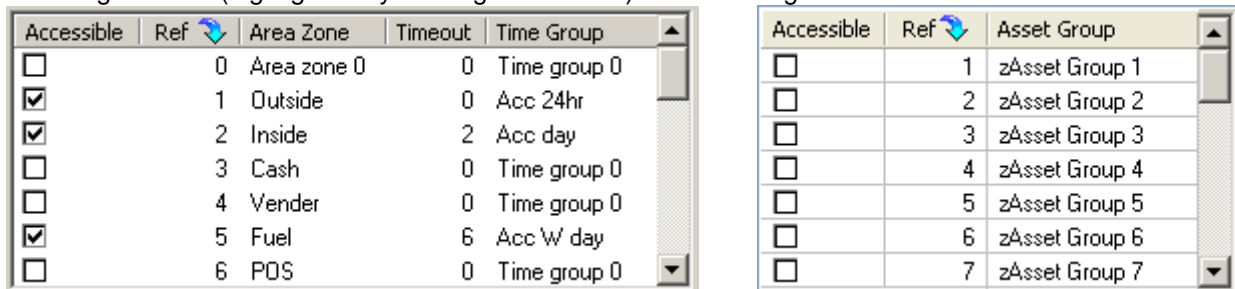 Accessible Ref Area Zone Timeout Time Group
0 Area zone 0 0 Time group 0
1 Outside 0 Acc 24hr
2 Inside 2 Acc day
3 Cash 0 Time group 0
4 Vender 0 Time group 0
5 Fuel 6 Acc W day
6 POS 0 Time group 0
Accessible Ref Asset Group
1 zAsset Group 1
2 zAsset Group 2
3 zAsset Group 3
4 zAsset Group 4
5 zAsset Group 5
6 zAsset Group 6
7 zAsset Group 7